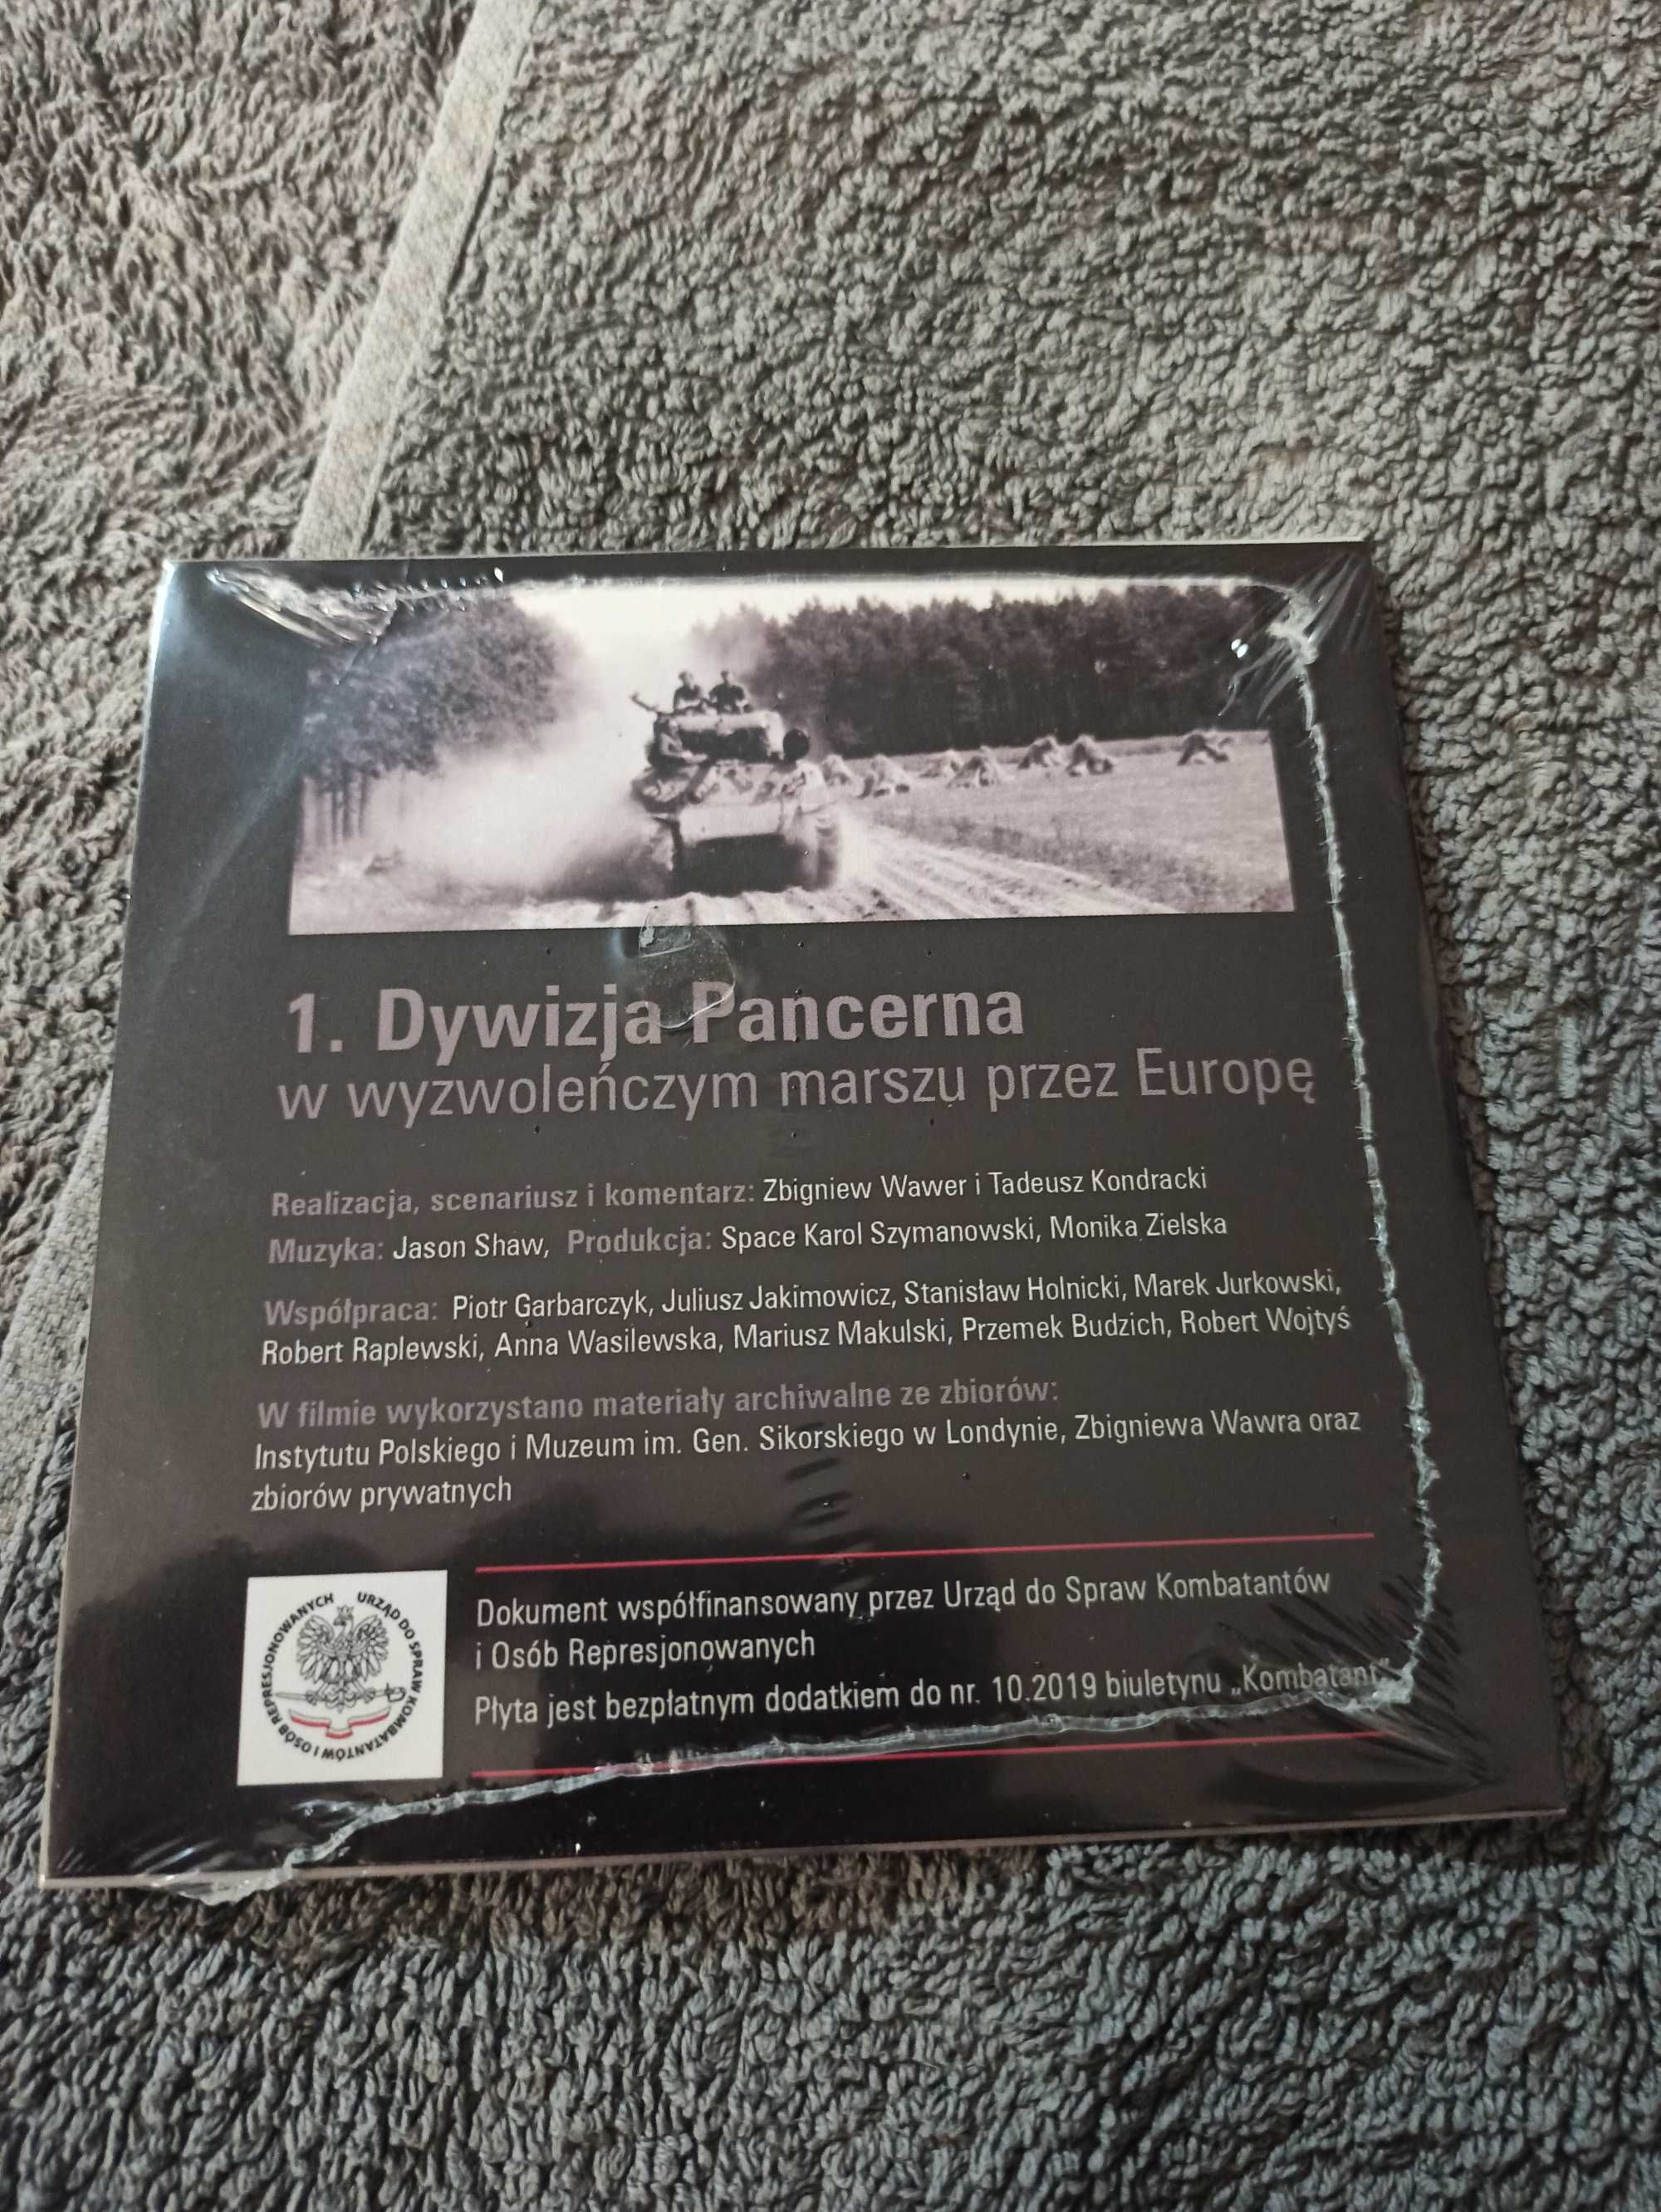 1. Dywizja Pancerna
w wyzwoleńczym marszu przez Europę
Realizacja, scenariusz i komentarz: Zbigniew Wawer i Tadeusz Kondracki
Muzyka: Jason Shaw, Produkcja: Space Karol Szymanowski, Monika Zielska
Współpraca: Piotr Garbarczyk, Juliusz Jakimowicz, Stanisław Holnicki, Marek Jurkowski,
Robert Raplewski, Anna Wasilewska, Mariusz Makulski, Przemek Budzich, Robert Wojtyś
W filmie wykorzystano materiały archiwalne ze zbiorów:
Instytutu Polskiego i Muzeum im. Gen. Sikorskiego w Londynie, Zbigniewa Wawra oraz
zbiorów prywatnych
URZĄD DO SPRAW KOMBATANTÓW I OSÓB REPRESJONOWANYCH
Dokument współfinansowany przez Urząd do Spraw Kombatantów
i Osób Represjonowanych
Płyta jest bezpłatnym dodatkiem do nr. 10.2019 biuletynu „Kombatant”